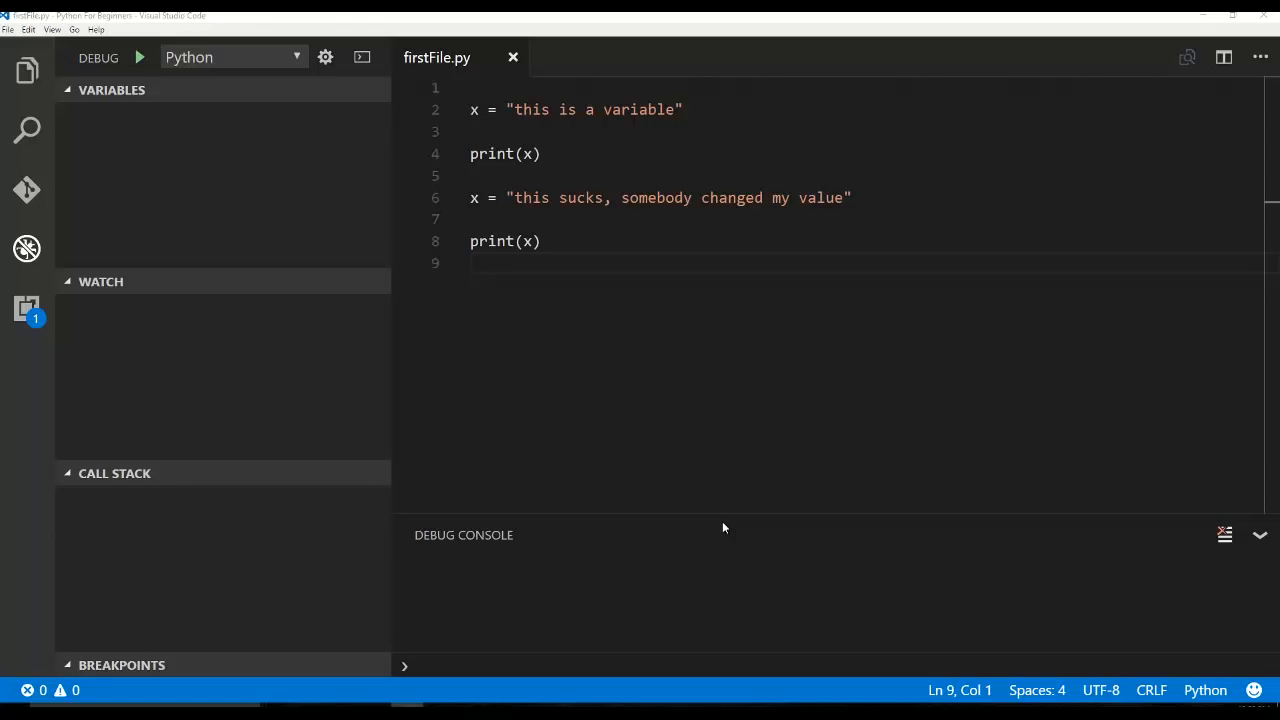 firstFile.py - Python For Beginners - Visual Studio Code
File Edit View Go Help
DEBUG Python
firstFile.py
VARIABLES
1
2 x = "this is a variable"
3
4 print(x)
5
6 x = "this sucks, somebody changed my value"
7
8 print(x)
9
WATCH
1
CALL STACK
DEBUG CONSOLE
BREAKPOINTS
0 0 Ln 9, Col 1 Spaces: 4 UTF-8 CRLF Python